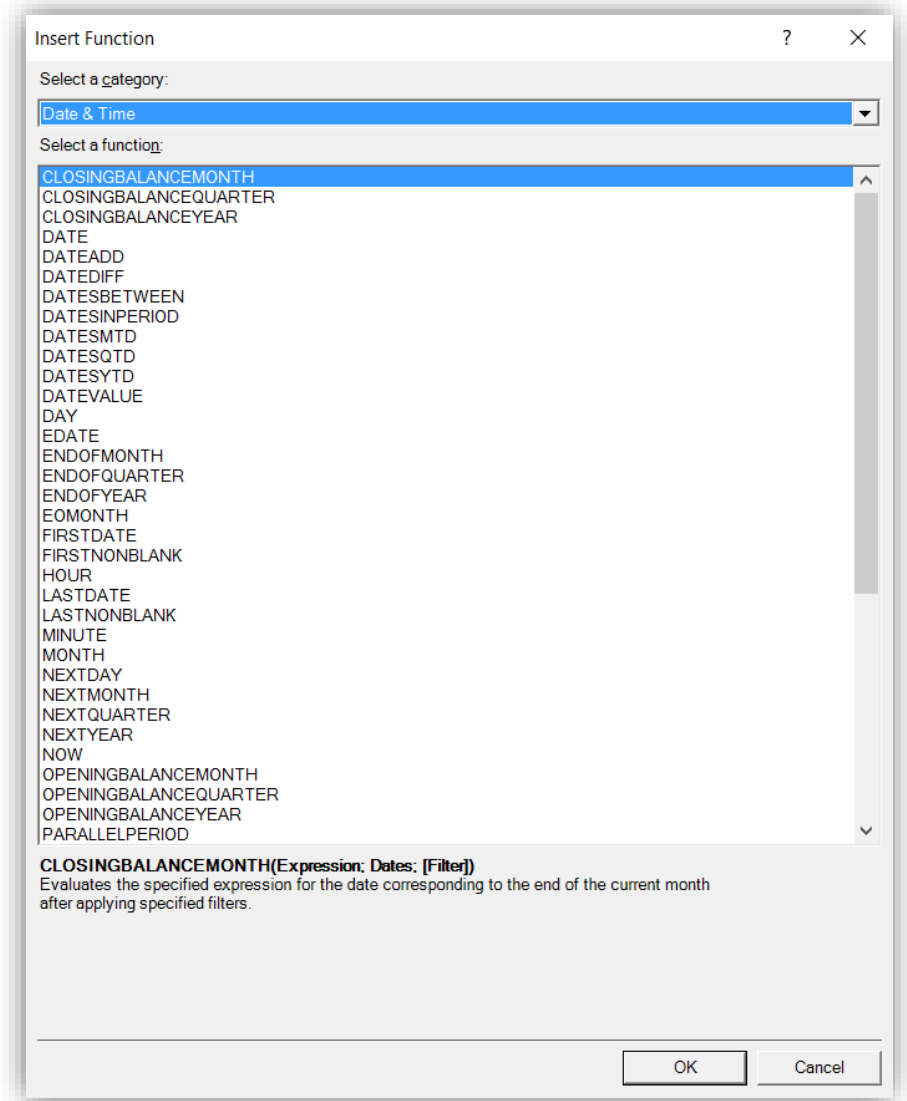 Insert Function
?
Select a category:
Date & Time
Select a function:
CLOSINGBALANCEMONTH
CLOSINGBALANCEQUARTER
CLOSINGBALANCEYEAR
DATE
DATEADD
DATEDIFF
DATESBETWEEN
DATESINPERIOD
DATESMTD
DATESQTD
DATESYTD
DATEVALUE
DAY
EDATE
ENDOFMONTH
ENDOFQUARTER
ENDOFYEAR
EOMONTH
FIRSTDATE
FIRSTNONBLANK
HOUR
LASTDATE
LASTNONBLANK
MINUTE
MONTH
NEXTDAY
NEXTMONTH
NEXTQUARTER
NEXTYEAR
NOW
OPENINGBALANCEMONTH
OPENINGBALANCEQUARTER
OPENINGBALANCEYEAR
PARALLELPERIOD
CLOSINGBALANCEMONTH(Expression; Dates; [Filter])
Evaluates the specified expression for the date corresponding to the end of the current month
after applying specified filters.
OK Cancel